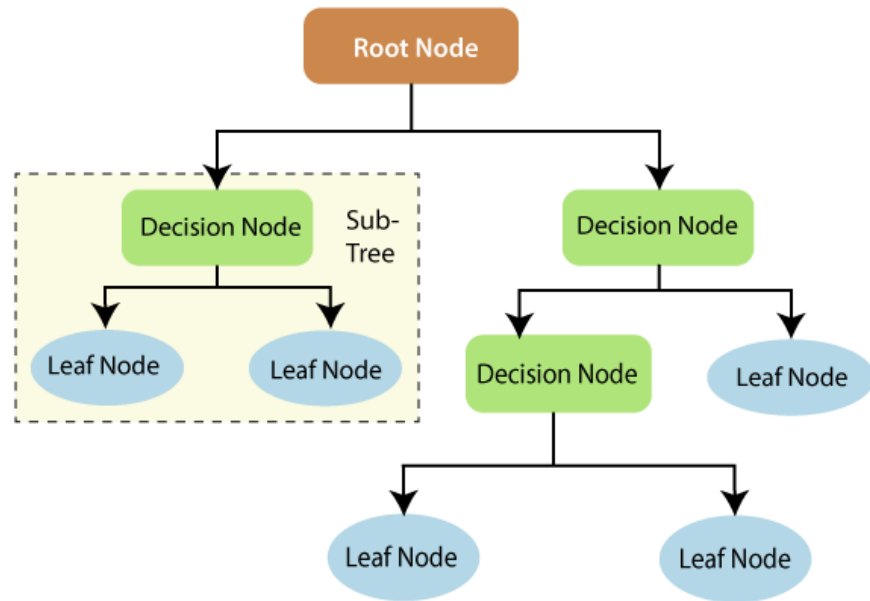 Root Node
Decision Node
Sub-
Tree
Decision Node
Leaf Node
Leaf Node
Decision Node
Leaf Node
Leaf Node
Leaf Node